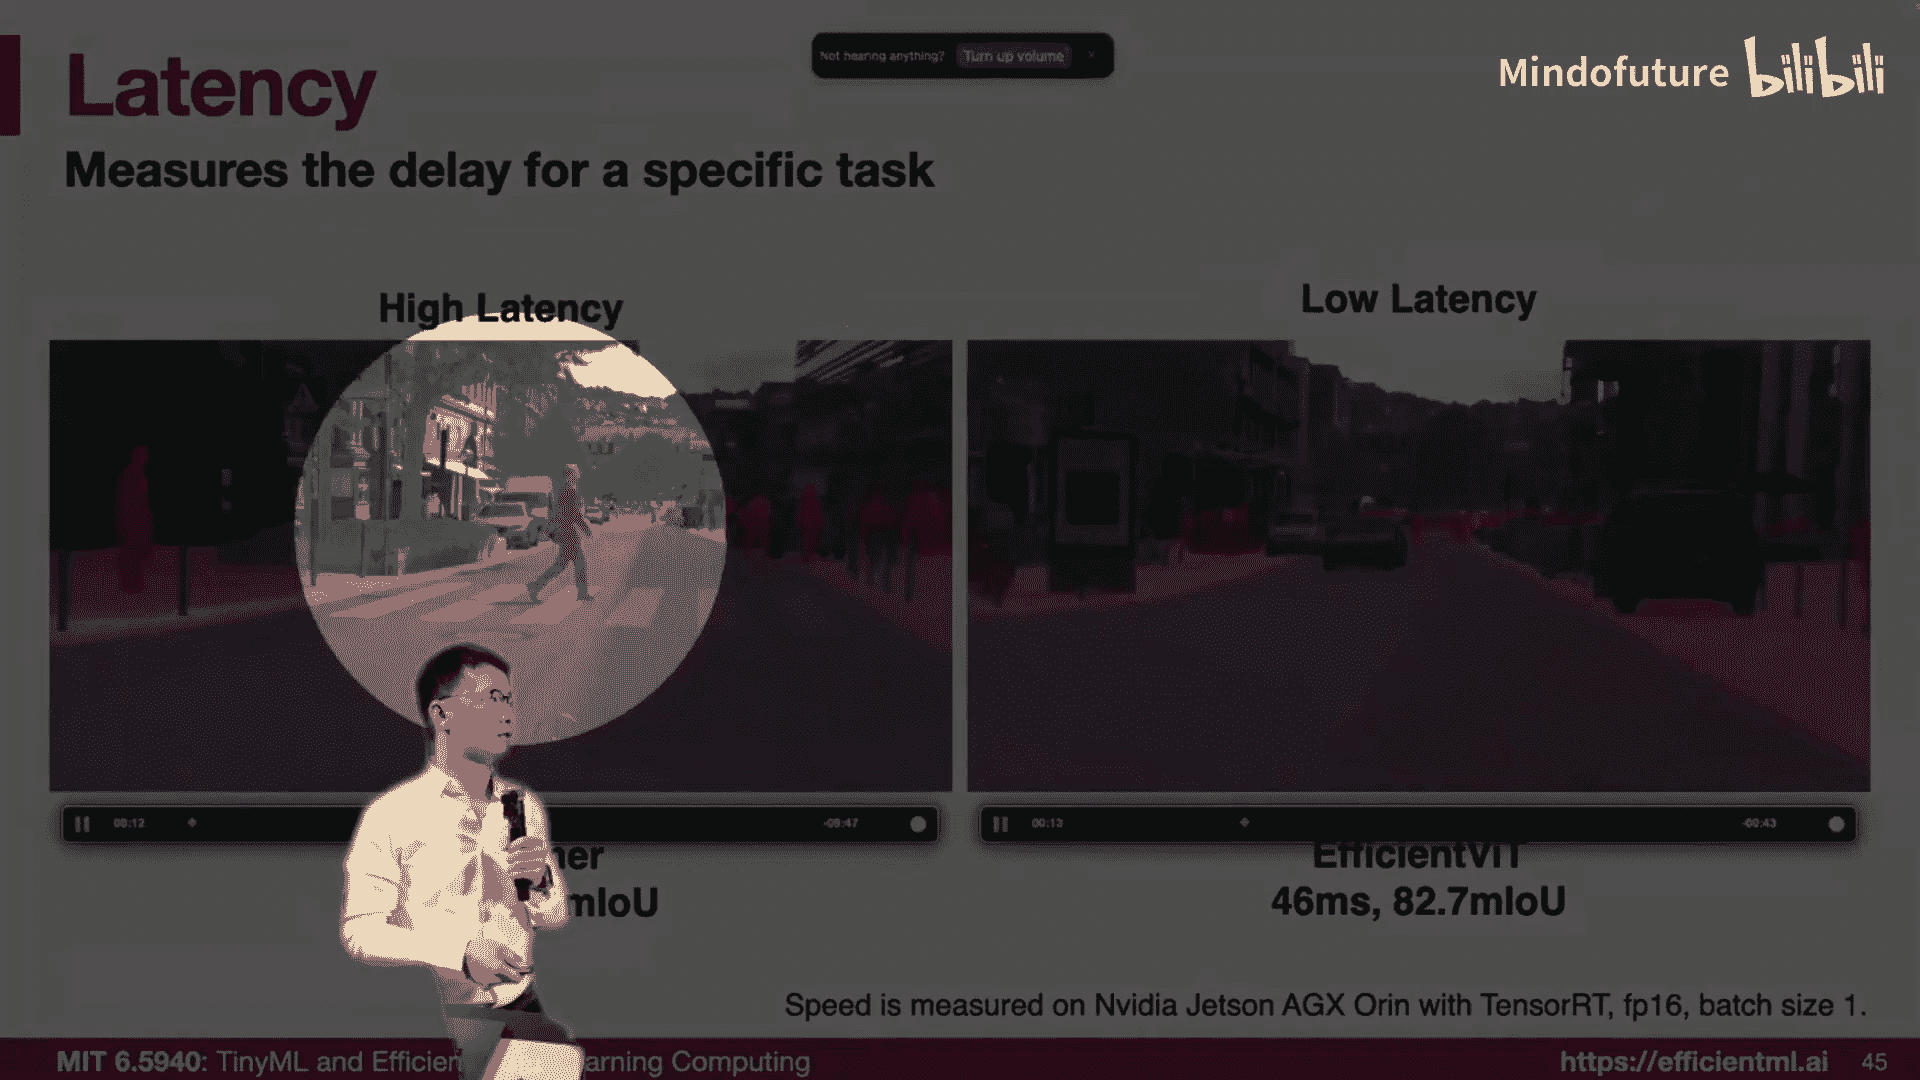 Latency
Not hearing anything? Turn up volume
Mindofuture bilibili
Measures the delay for a specific task
High Latency
Low Latency
00:12
-00:47
00:13
-00:43
EfficientViT
mIoU
46ms, 82.7mIoU
Speed is measured on Nvidia Jetson AGX Orin with TensorRT, fp16, batch size 1.
MIT 6.5940: TinyML and Efficien arning Computing
https://efficientml.ai 45